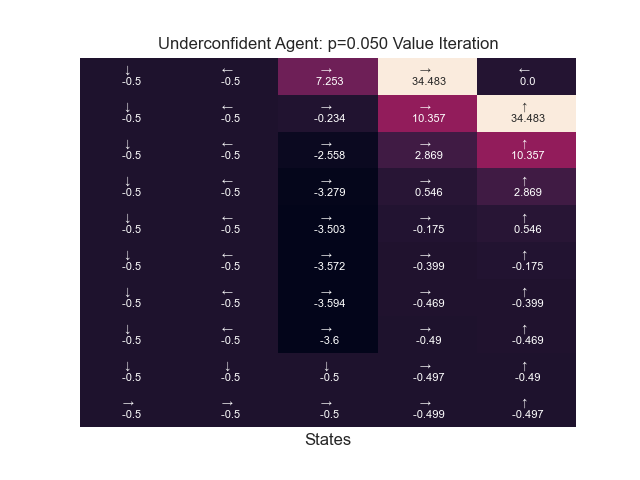 Underconfident Agent: p=0.050 Value Iteration
↓ ← → → ←
-0.5 -0.5 7.253 34.483 0.0
↓ ← → → ↑
-0.5 -0.5 -0.234 10.357 34.483
↓ ← → → ↑
-0.5 -0.5 -2.558 2.869 10.357
↓ ← → → ↑
-0.5 -0.5 -3.279 0.546 2.869
↓ ← → → ↑
-0.5 -0.5 -3.503 -0.175 0.546
↓ ← → → ↑
-0.5 -0.5 -3.572 -0.399 -0.175
↓ ← → → ↑
-0.5 -0.5 -3.594 -0.469 -0.399
↓ ← → → ↑
-0.5 -0.5 -3.6 -0.49 -0.469
↓ ↓ ↓ → ↑
-0.5 -0.5 -0.5 -0.497 -0.49
→ → → → ↑
-0.5 -0.5 -0.5 -0.499 -0.497
States